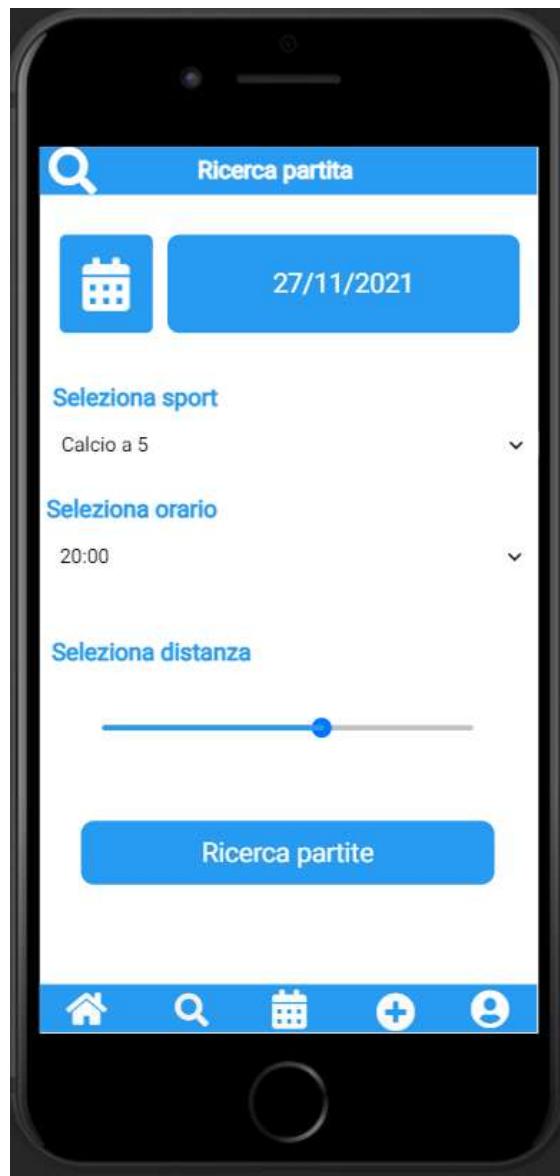 Ricerca partita
27/11/2021
Seleziona sport
Calcio a 5
Seleziona orario
20:00
Seleziona distanza
Ricerca partite